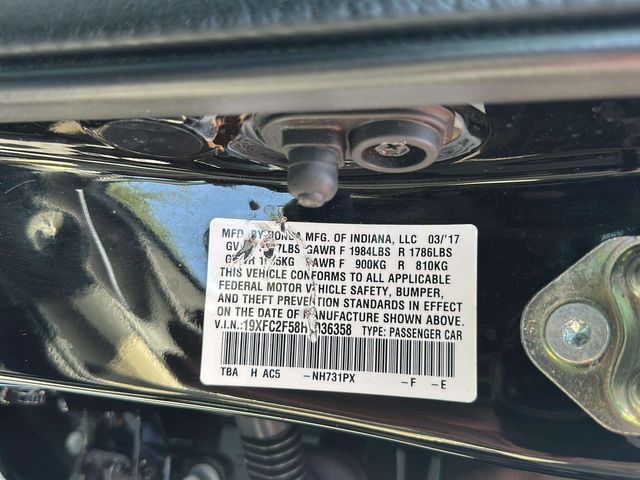 MFD. BY HONDA MFG. OF INDIANA, LLC 03/'17
GAWR F 1984LBS R 1786LBS
GAWR F 900KG R 810KG
THIS VEHICLE CONFORMS TO ALL APPLICABLE
FEDERAL MOTOR VEHICLE SAFETY, BUMPER,
AND THEFT PREVENTION STANDARDS IN EFFECT
ON THE DATE OF MANUFACTURE SHOWN ABOVE.
V.I.N.: TYPE: PASSENGER CAR
TBA H AC5 -NH731PX -F -E